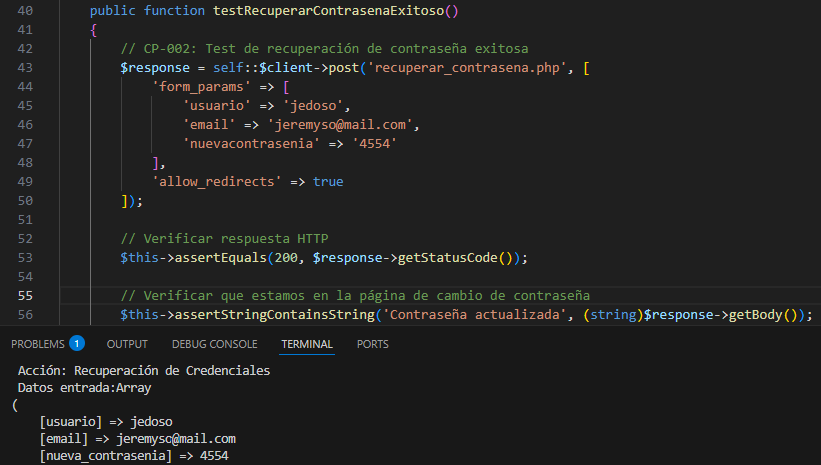 40 public function testRecuperarContrasenaExitoso()
41 {
42 // CP-002: Test de recuperación de contraseña exitosa
43 $response = self::$client->post('recuperar_contrasena.php', [
44 'form_params' => [
45 'usuario' => 'jedoso',
46 'email' => 'jeremyso@mail.com',
47 'nuevacontrasenia' => '4554'
48 ],
49 'allow_redirects' => true
50 ]);
51
52 // Verificar respuesta HTTP
53 $this->assertEquals(200, $response->getStatusCode());
54
55 // Verificar que estamos en la página de cambio de contraseña
56 $this->assertStringContainsString('Contraseña actualizada', (string)$response->getBody());
PROBLEMS 1 OUTPUT DEBUG CONSOLE TERMINAL PORTS
Acción: Recuperación de Credenciales
Datos entrada:Array
(
[usuario] => jedoso
[email] => jeremyso@mail.com
[nueva_contrasenia] => 4554